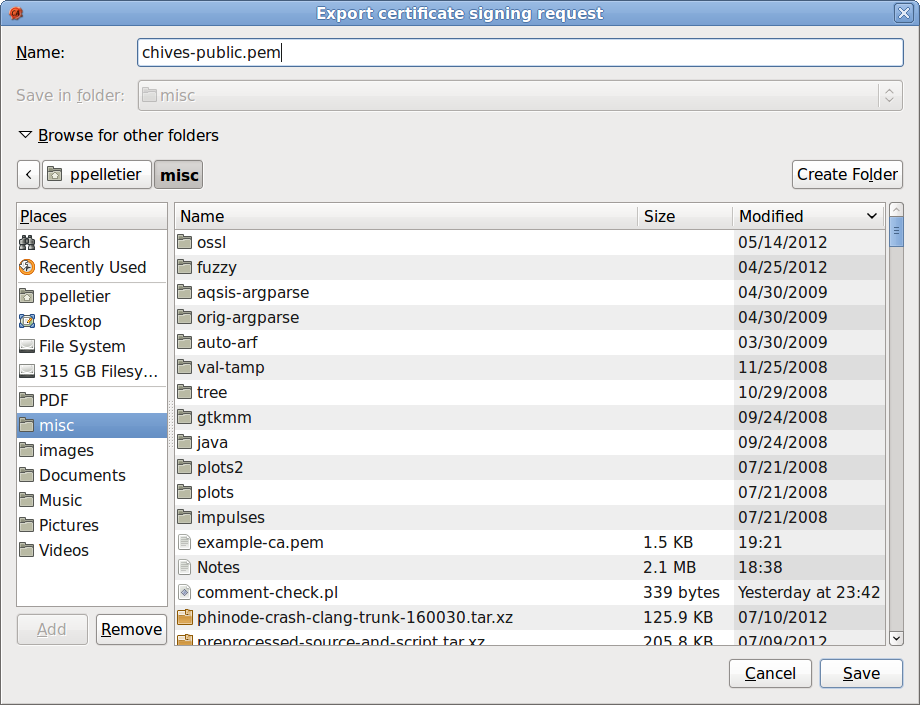 Export certificate signing request
Name: chives-public.pem
Save in folder: misc
Browse for other folders
ppelletier misc Create Folder
Places
Search
Recently Used
ppelletier
Desktop
File System
315 GB Filesy...
PDF
misc
images
Documents
Music
Pictures
Videos
Add Remove
Name Size Modified
ossl 05/14/2012
fuzzy 04/25/2012
aqsis-argparse 04/30/2009
orig-argparse 04/30/2009
auto-arf 03/30/2009
val-tamp 11/25/2008
tree 10/29/2008
gtkmm 09/24/2008
java 09/24/2008
plots2 07/21/2008
plots 07/21/2008
impulses 07/21/2008
example-ca.pem 1.5 KB 19:21
Notes 2.1 MB 18:38
comment-check.pl 339 bytes Yesterday at 23:42
phinode-crash-clang-trunk-160030.tar.xz 125.9 KB 07/10/2012
preprocessed-source-and-script.tar.xz 205.8 KB 07/09/2012
Cancel Save